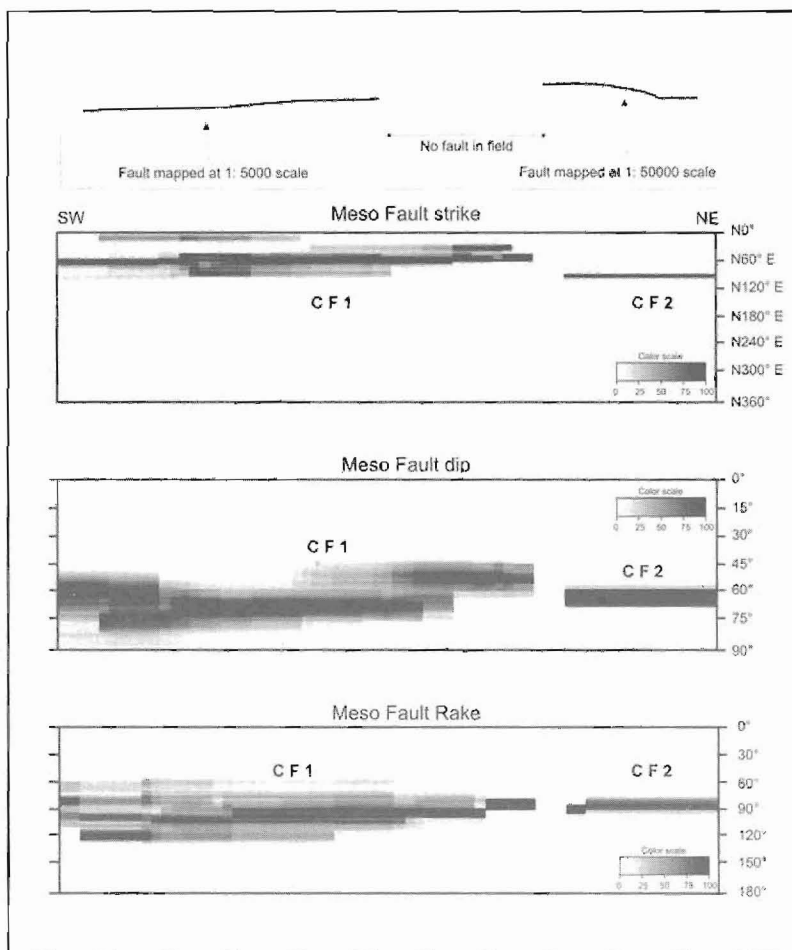 No fault in field
Fault mapped at 1: 5000 scale
Fault mapped at 1: 50000 scale
SW
Meso Fault strike
NE
N0°
N60° E
N120° E
N180° E
N240° E
N300° E
N360°
C F 1
C F 2
Color scale
0 25 50 75 100
Meso Fault dip
0°
15°
30°
45°
60°
75°
90°
Color scale
0 25 50 75 100
C F 1
C F 2
Meso Fault Rake
0°
30°
60°
90°
120°
150°
180°
C F 1
C F 2
Color scale
0 25 50 75 100